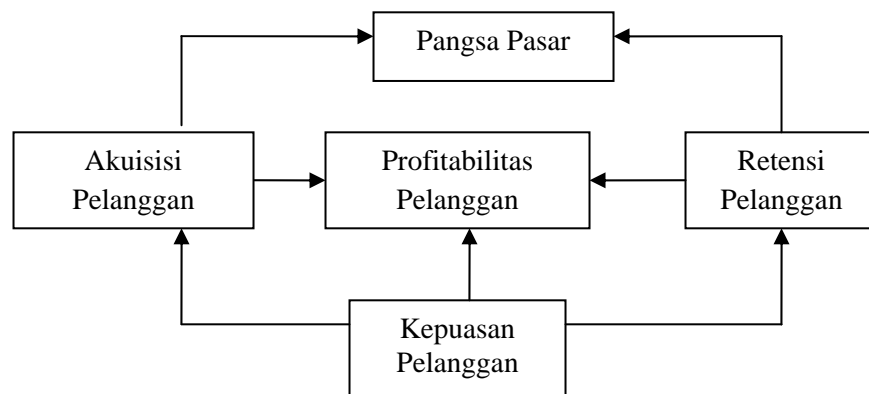 Pangsa Pasar
Akuisisi
Pelanggan
Profitabilitas
Pelanggan
Retensi
Pelanggan
Kepuasan
Pelanggan